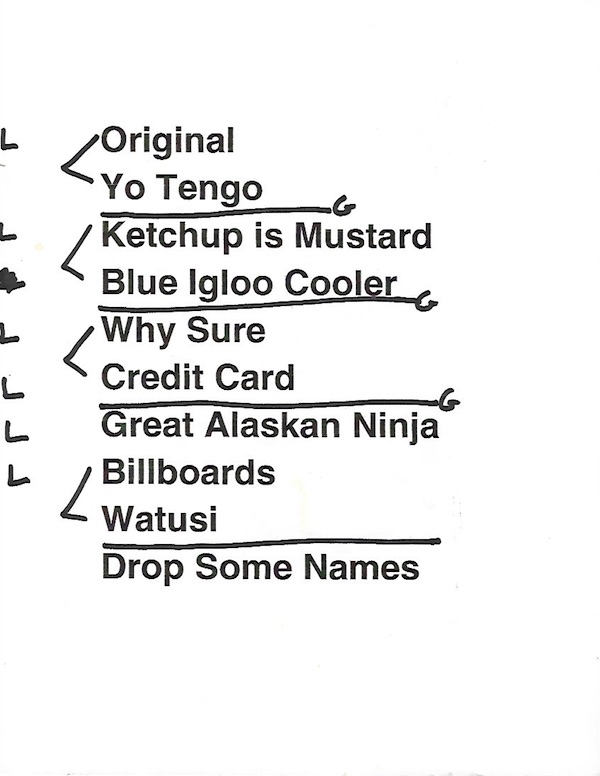 L Original
Yo Tengo G
L Ketchup is Mustard
Blue Igloo Cooler G
L Why Sure
L Credit Card G
L Great Alaskan Ninja
L Billboards
Watusi
Drop Some Names